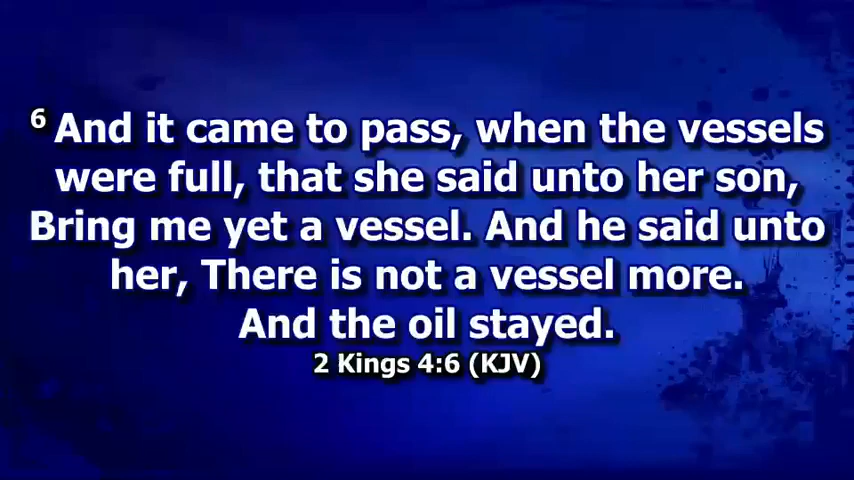 6 And it came to pass, when the vessels
were full, that she said unto her son,
Bring me yet a vessel. And he said unto
her, There is not a vessel more.
And the oil stayed.
2 Kings 4:6 (KJV)